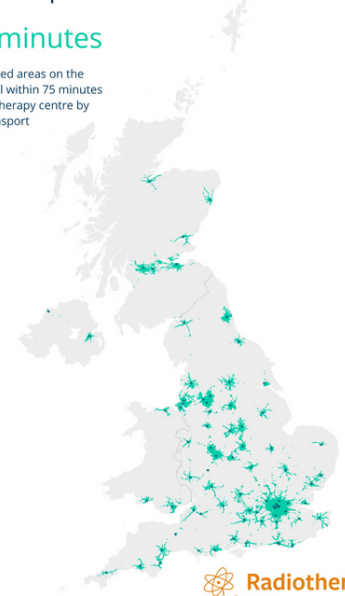 minutes
ed areas on the
l within 75 minutes
herapy centre by
sport
Radiother